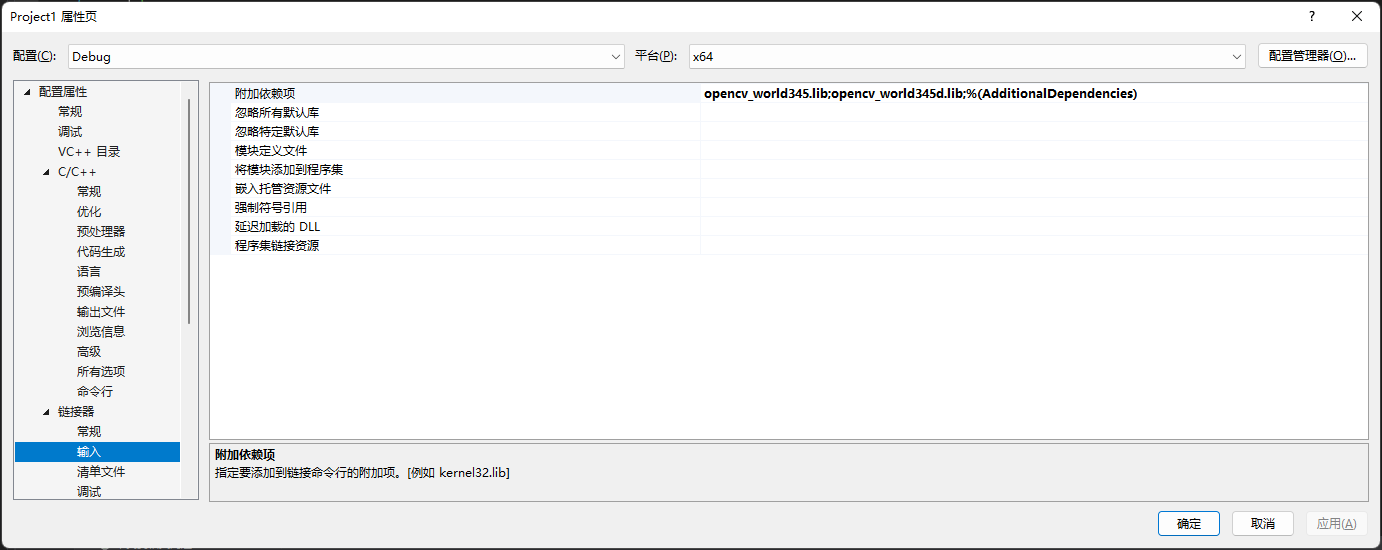 Project1 属性页
配置(C):
Debug
平台(P):
x64
配置管理器(O)...
配置属性
常规
调试
VC++ 目录
C/C++
常规
优化
预处理器
代码生成
语言
预编译头
输出文件
浏览信息
高级
所有选项
命令行
链接器
常规
输入
清单文件
调试
附加依赖项 opencv_world345.lib;opencv_world345d.lib;%(AdditionalDependencies)
忽略所有默认库
忽略特定默认库
模块定义文件
将模块添加到程序集
嵌入托管资源文件
强制符号引用
延迟加载的 DLL
程序集链接资源
附加依赖项
指定要添加到链接命令行的附加项。[例如 kernel32.lib]
确定
取消
应用(A)